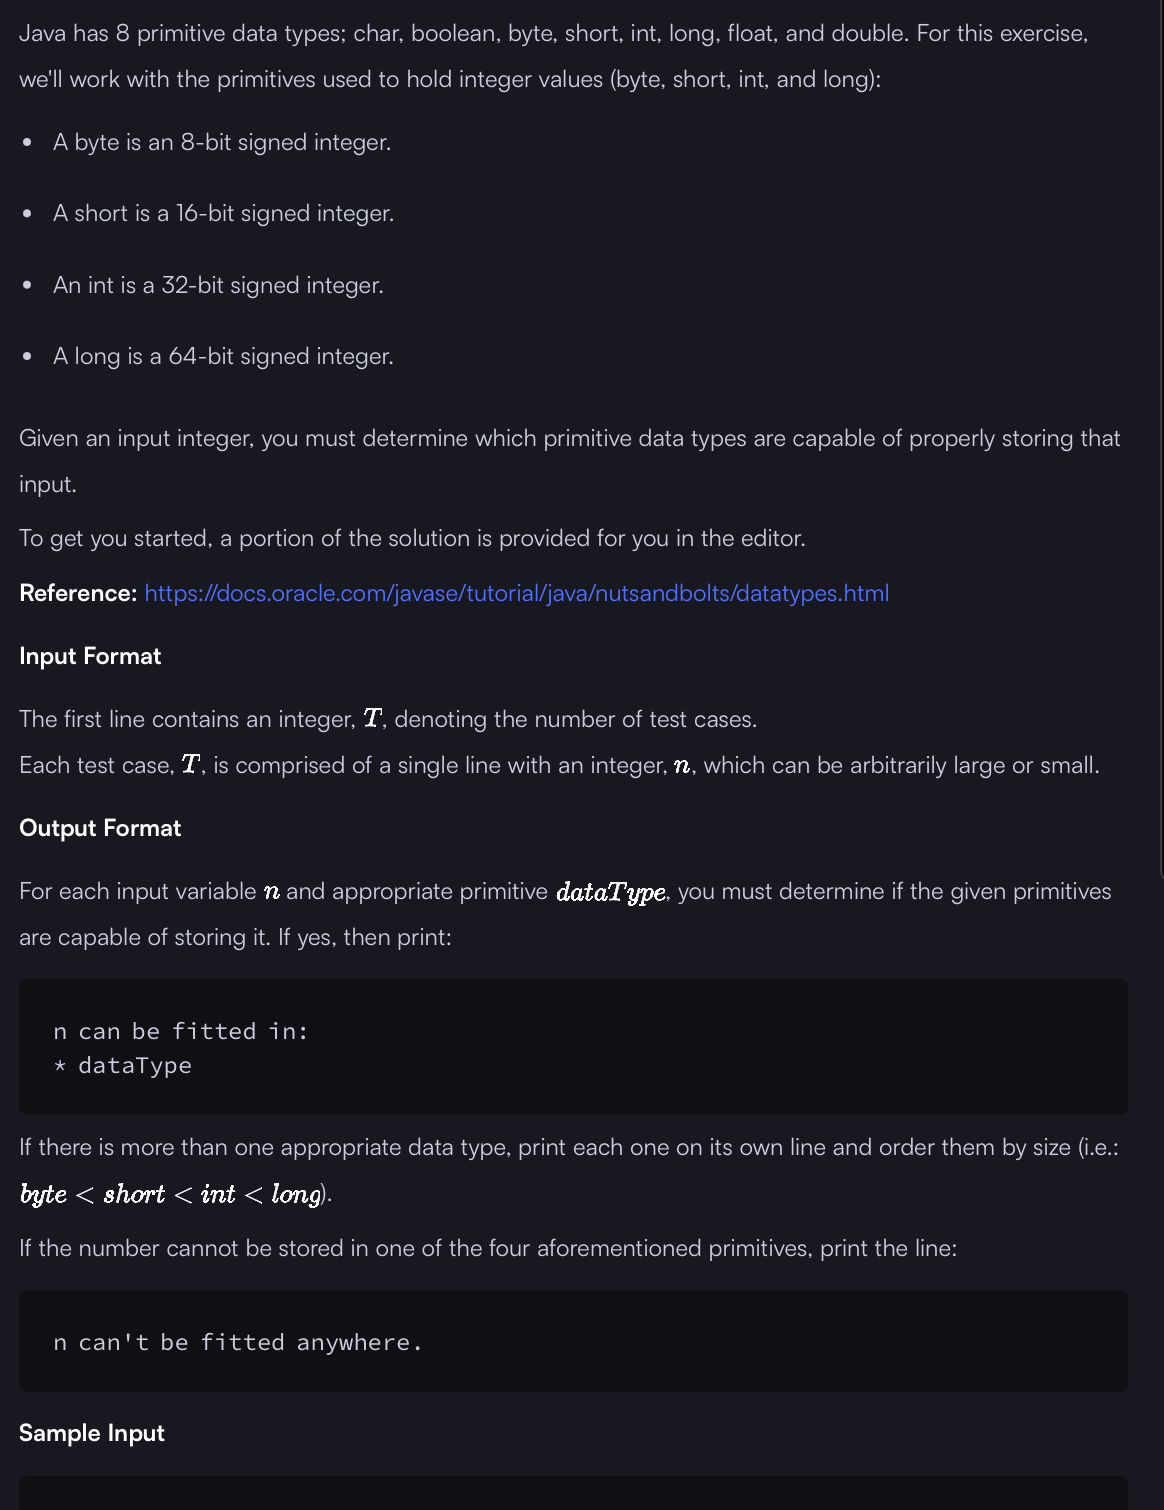 Java has 8 primitive data types; char, boolean, byte, short, int, long, float, and double. For this exercise,
we'll work with the primitives used to hold integer values (byte, short, int, and long):
• A byte is an 8-bit signed integer.
• A short is a 16-bit signed integer.
• An int is a 32-bit signed integer.
• A long is a 64-bit signed integer.
Given an input integer, you must determine which primitive data types are capable of properly storing that
input.
To get you started, a portion of the solution is provided for you in the editor.
Reference: https://docs.oracle.com/javase/tutorial/java/nutsandbolts/datatypes.html
Input Format
The first line contains an integer, T, denoting the number of test cases.
Each test case, T, is comprised of a single line with an integer, n, which can be arbitrarily large or small.
Output Format
For each input variable n and appropriate primitive dataType, you must determine if the given primitives
are capable of storing it. If yes, then print:
n can be fitted in:
* dataType
If there is more than one appropriate data type, print each one on its own line and order them by size (i.e.:
byte < short < int < long).
If the number cannot be stored in one of the four aforementioned primitives, print the line:
n can't be fitted anywhere.
Sample Input